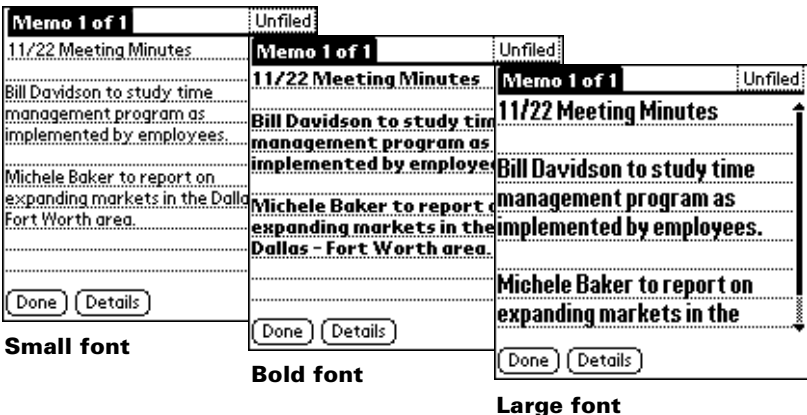 Memo 1 of 1 Unfiled
11/22 Meeting Minutes
Bill Davidson to study time
management program as
implemented by employees.
Michele Baker to report on
expanding markets in the Dalla
Fort Worth area.
Done Details
Small font
Memo 1 of 1 Unfiled
11/22 Meeting Minutes
Bill Davidson to study tim
management program as
implemented by employe
Michele Baker to report
expanding markets in the
Dallas - Fort Worth area.
Done Details
Bold font
Memo 1 of 1 Unfiled
11/22 Meeting Minutes
Bill Davidson to study time
management program as
implemented by employees.
Michele Baker to report on
expanding markets in the
Done Details
Large font